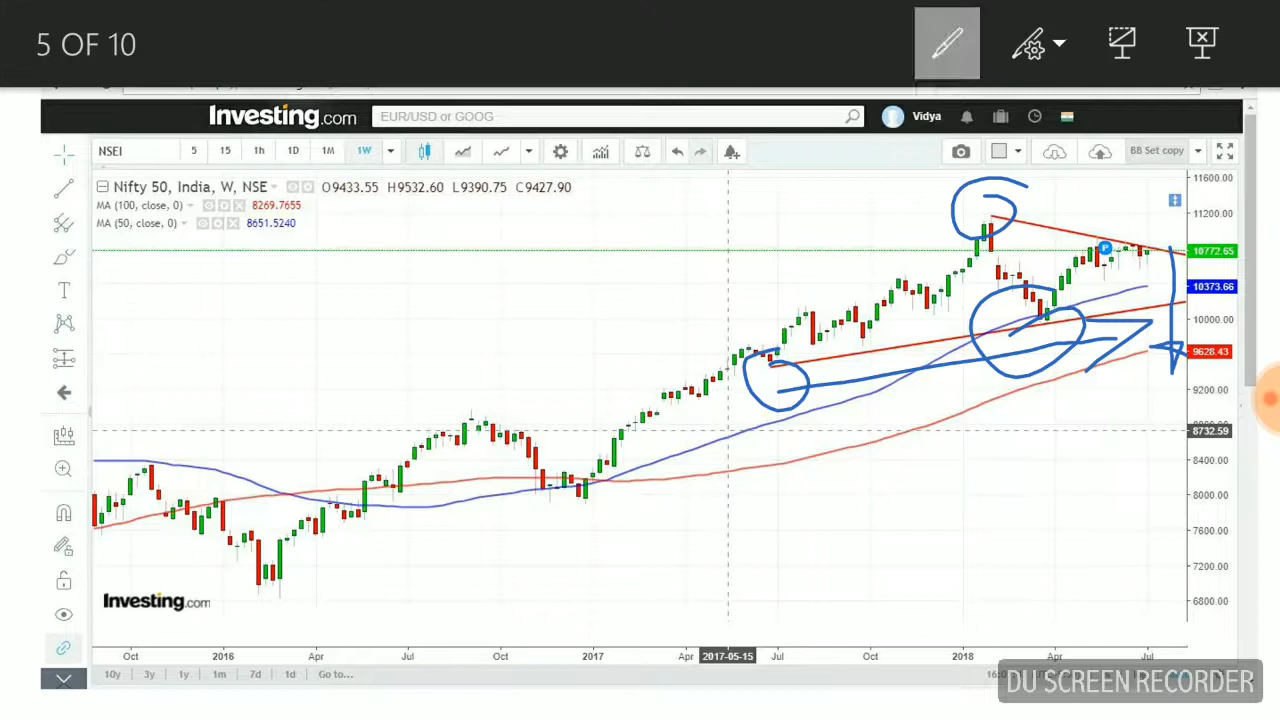 5 OF 10
Investing.com EUR/USD or GOOG Vidya
NSEI 5 15 1h 1D 1M 1W BB Set copy
Nifty 50, India, W, NSE O9433.55 H9532.60 L9390.75 C9427.90
MA (100, close, 0) 8269.7655
MA (50, close, 0) 8651.5240
11600.00
11200.00
P
10772.65
10373.66
10000.00
9628.43
9200.00
8732.59
8400.00
8000.00
7600.00
7200.00
6800.00
Investing.com
Oct 2016 Apr Jul Oct 2017 Apr 2017-05-15 Jul Oct 2018 Apr Jul
10y 3y 1y 1m 7d 1d Go to...
DU SCREEN RECORDER